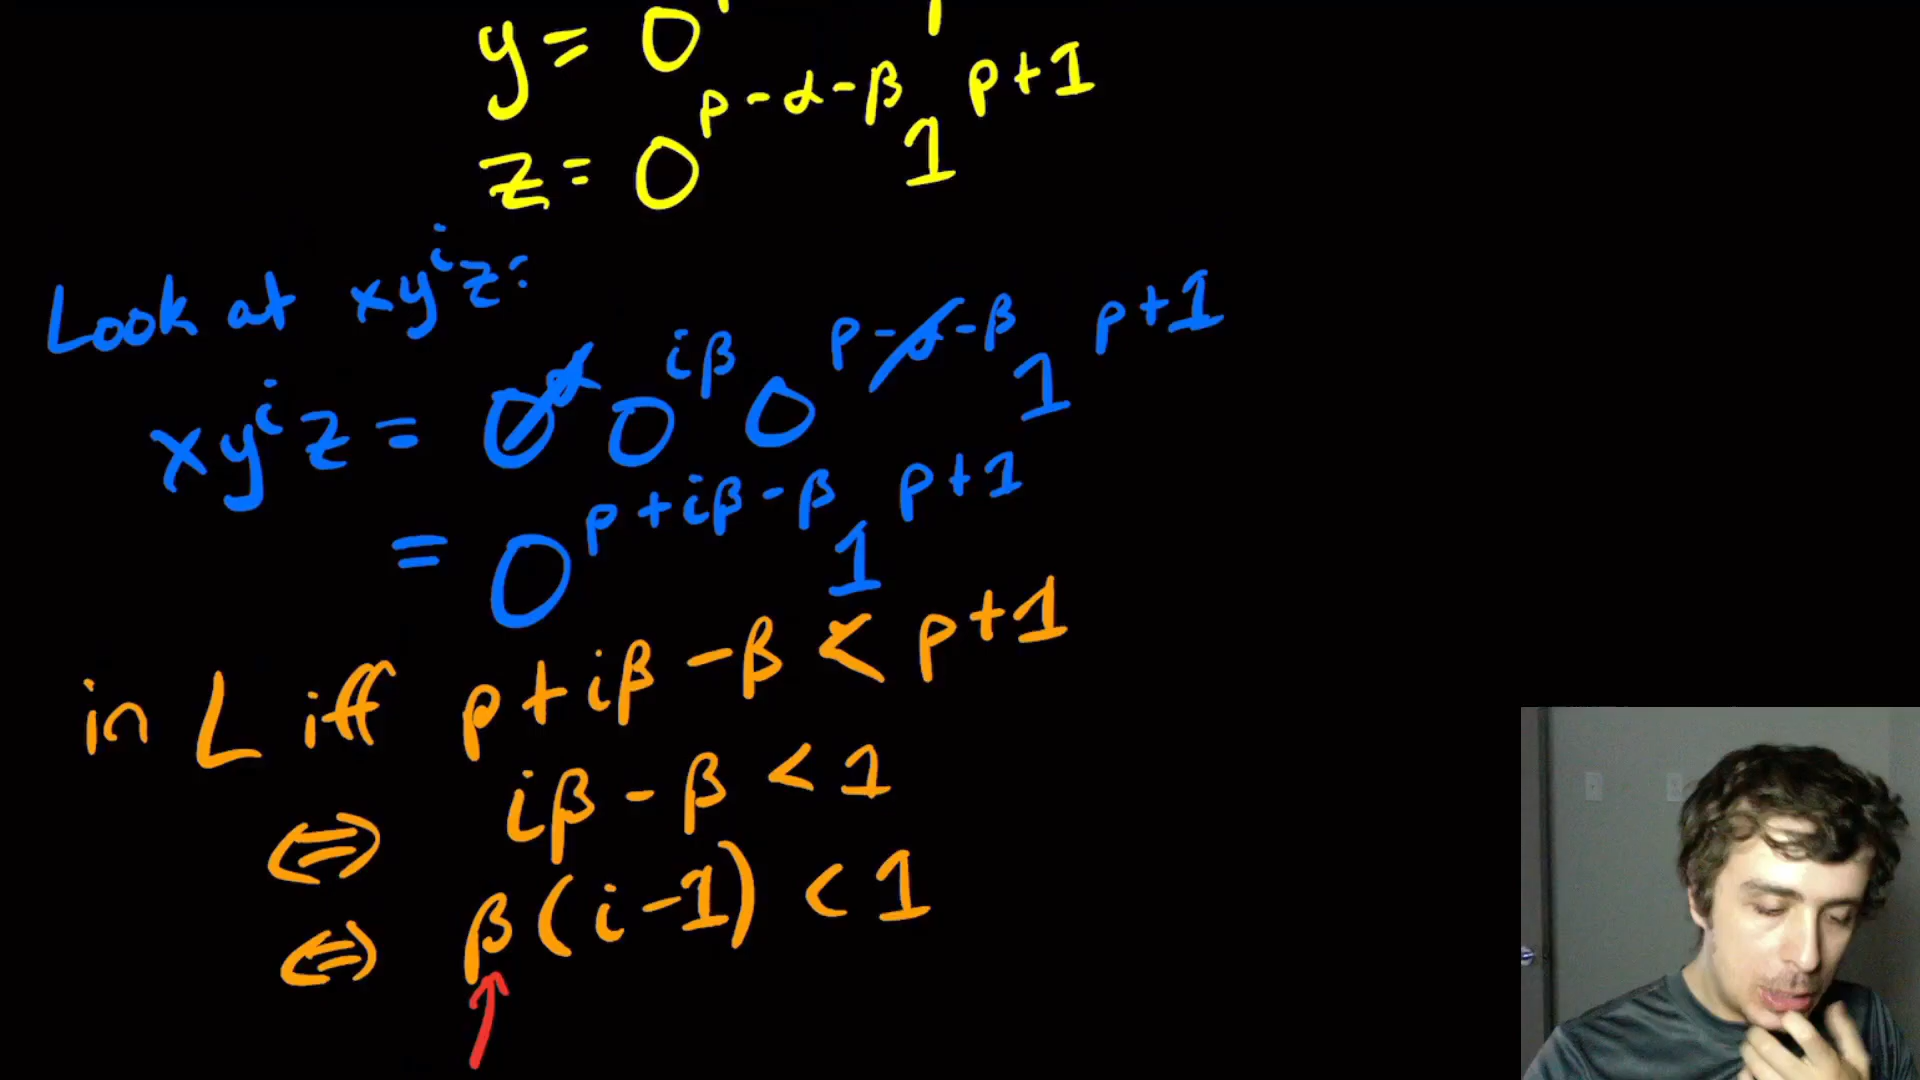 y = 0
z = 0^{p-α-β} 1^{p+1}
Look at xy^i z:
xy^i z = 0^α 0^{iβ} 0^{p-α-β} 1^{p+1}
= 0^{p+iβ-β} 1^{p+1}
in L iff p+iβ-β < p+1
⇔ iβ-β < 1
⇔ β(i-1) < 1